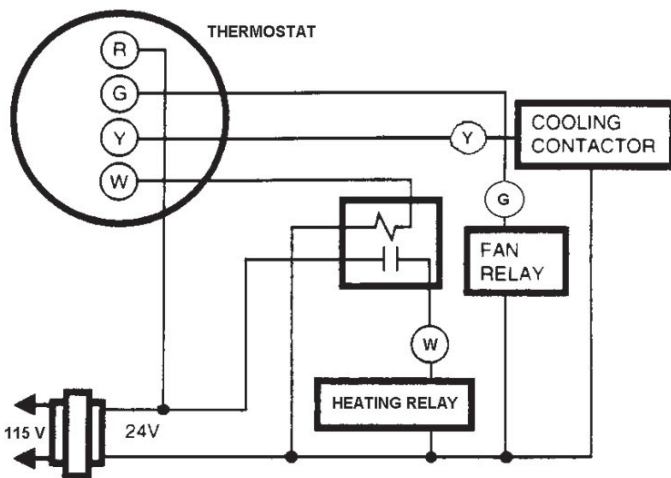 THERMOSTAT
R
G
Y
W
Y
COOLING
CONTACTOR
G
FAN
RELAY
W
HEATING RELAY
115 V
24V